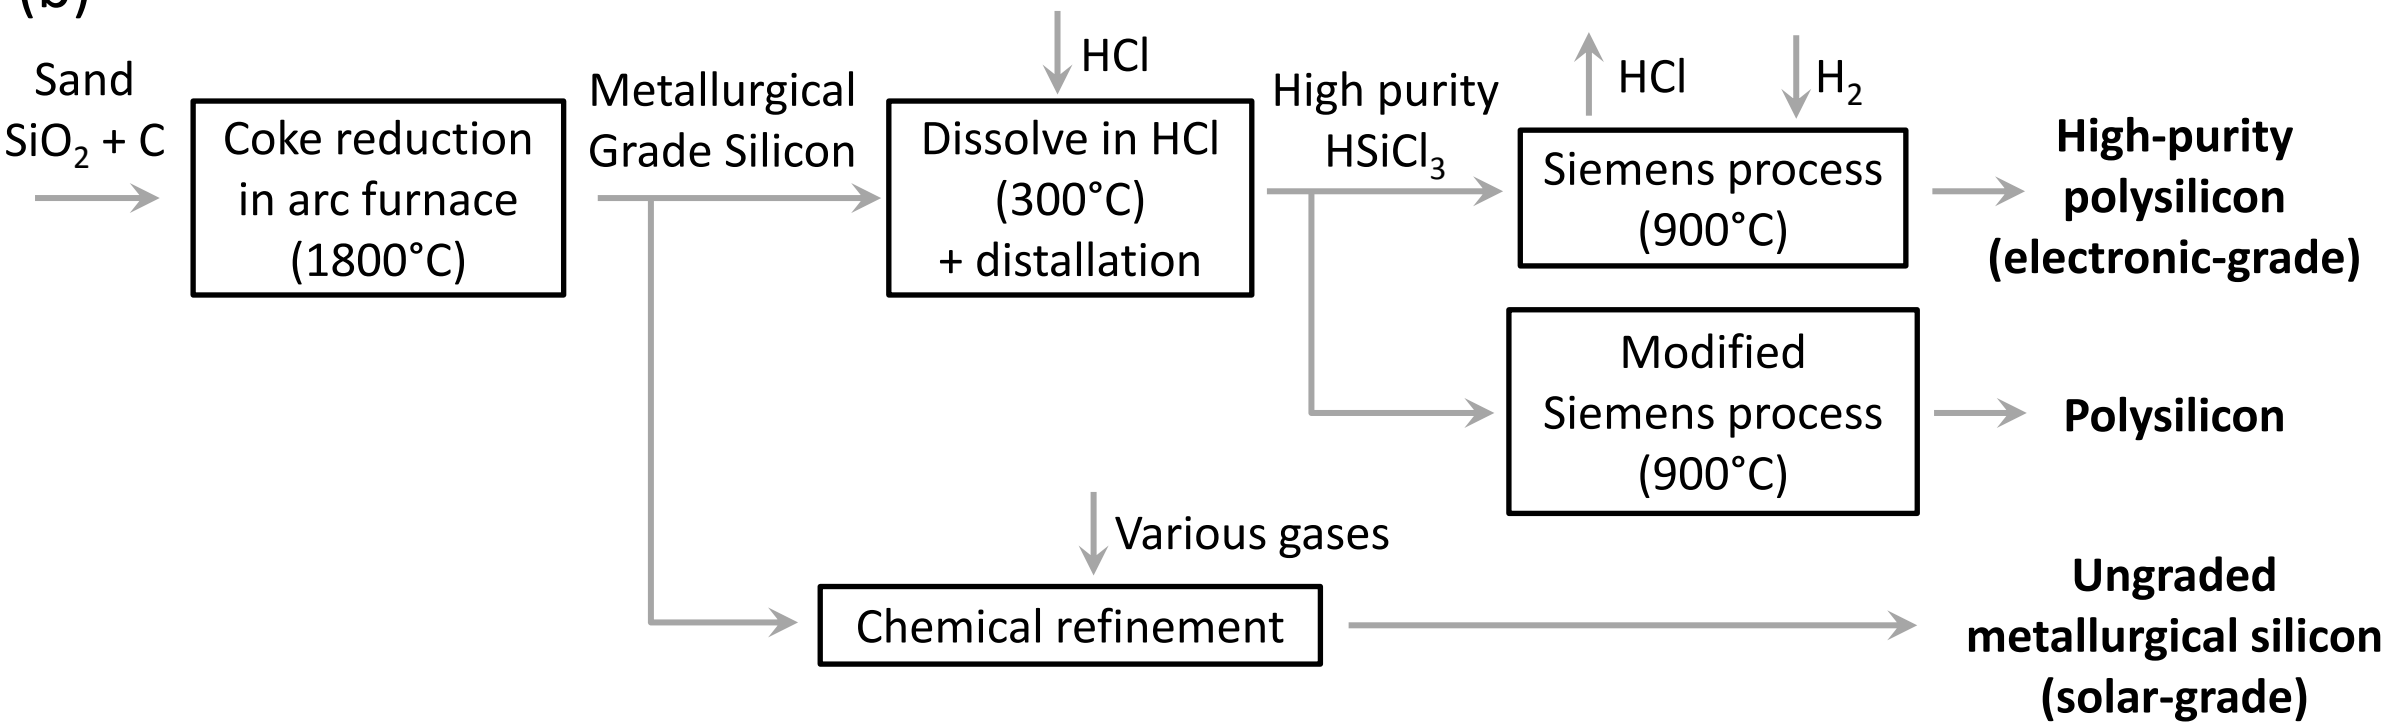 (b)
Sand
SiO₂ + C
Coke reduction
in arc furnace
(1800°C)
Metallurgical
Grade Silicon
HCl
Dissolve in HCl
(300°C)
+ distallation
High purity
HSiCl₃
HCl
H₂
Siemens process
(900°C)
High-purity
polysilicon
(electronic-grade)
Modified
Siemens process
(900°C)
Polysilicon
Various gases
Chemical refinement
Ungraded
metallurgical silicon
(solar-grade)